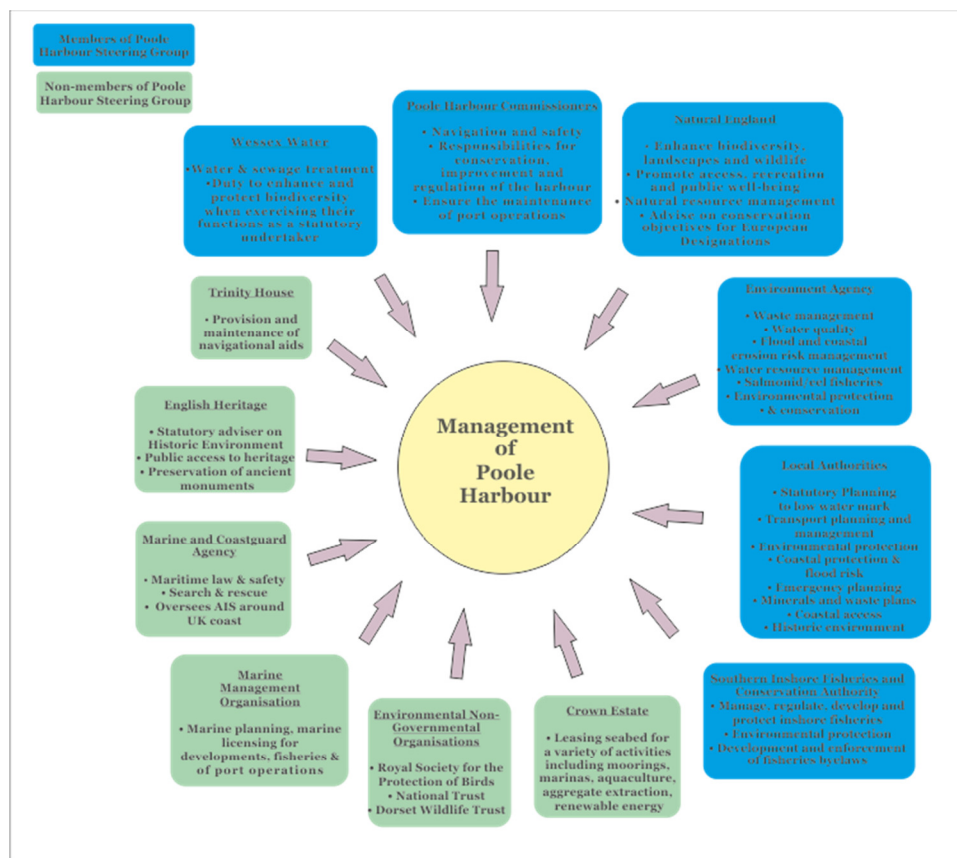 Members of Poole
Harbour Steering Group
Non-members of Poole
Harbour Steering Group
Poole Harbour Commissioners
• Navigation and safety
• Responsibilities for
conservation,
improvement and
regulation of the harbour
• Ensure the maintenance
of port operations
Natural England
• Enhance biodiversity,
landscapes and wildlife
• Promote access, recreation
and public well-being
• Natural resource management
• Advise on conservation
objectives for European
Designations
Wessex Water
• Water & sewage treatment
• Duty to enhance and
protect biodiversity
when exercising their
functions as a statutory
undertaker
Trinity House
• Provision and
maintenance of
navigational aids
Environment Agency
• Waste management
• Water quality
• Flood and coastal
erosion risk management
• Water resource management
• Salmonid/eel fisheries
• Environmental protection
• & conservation
English Heritage
• Statutory adviser on
Historic Environment
• Public access to heritage
• Preservation of ancient
monuments
Management
of
Poole
Harbour
Local Authorities
• Statutory Planning
to low water mark
• Transport planning and
management
• Environmental protection
• Coastal protection &
flood risk
• Emergency planning
• Minerals and waste plans
• Coastal access
• Historic environment
Marine and Coastguard
Agency
• Maritime law & safety
• Search & rescue
• Oversees AIS around
UK coast
Marine
Management
Organisation
• Marine planning, marine
licensing for
developments, fisheries &
of port operations
Environmental Non-
Governmental
Organisations
• Royal Society for the
Protection of Birds
• National Trust
• Dorset Wildlife Trust
Crown Estate
• Leasing seabed for
a variety of activities
including moorings,
marinas, aquaculture,
aggregate extraction,
renewable energy
Southern Inshore Fisheries and
Conservation Authority
• Manage, regulate, develop and
protect inshore fisheries
• Environmental protection
• Development and enforcement
of fisheries byelaws